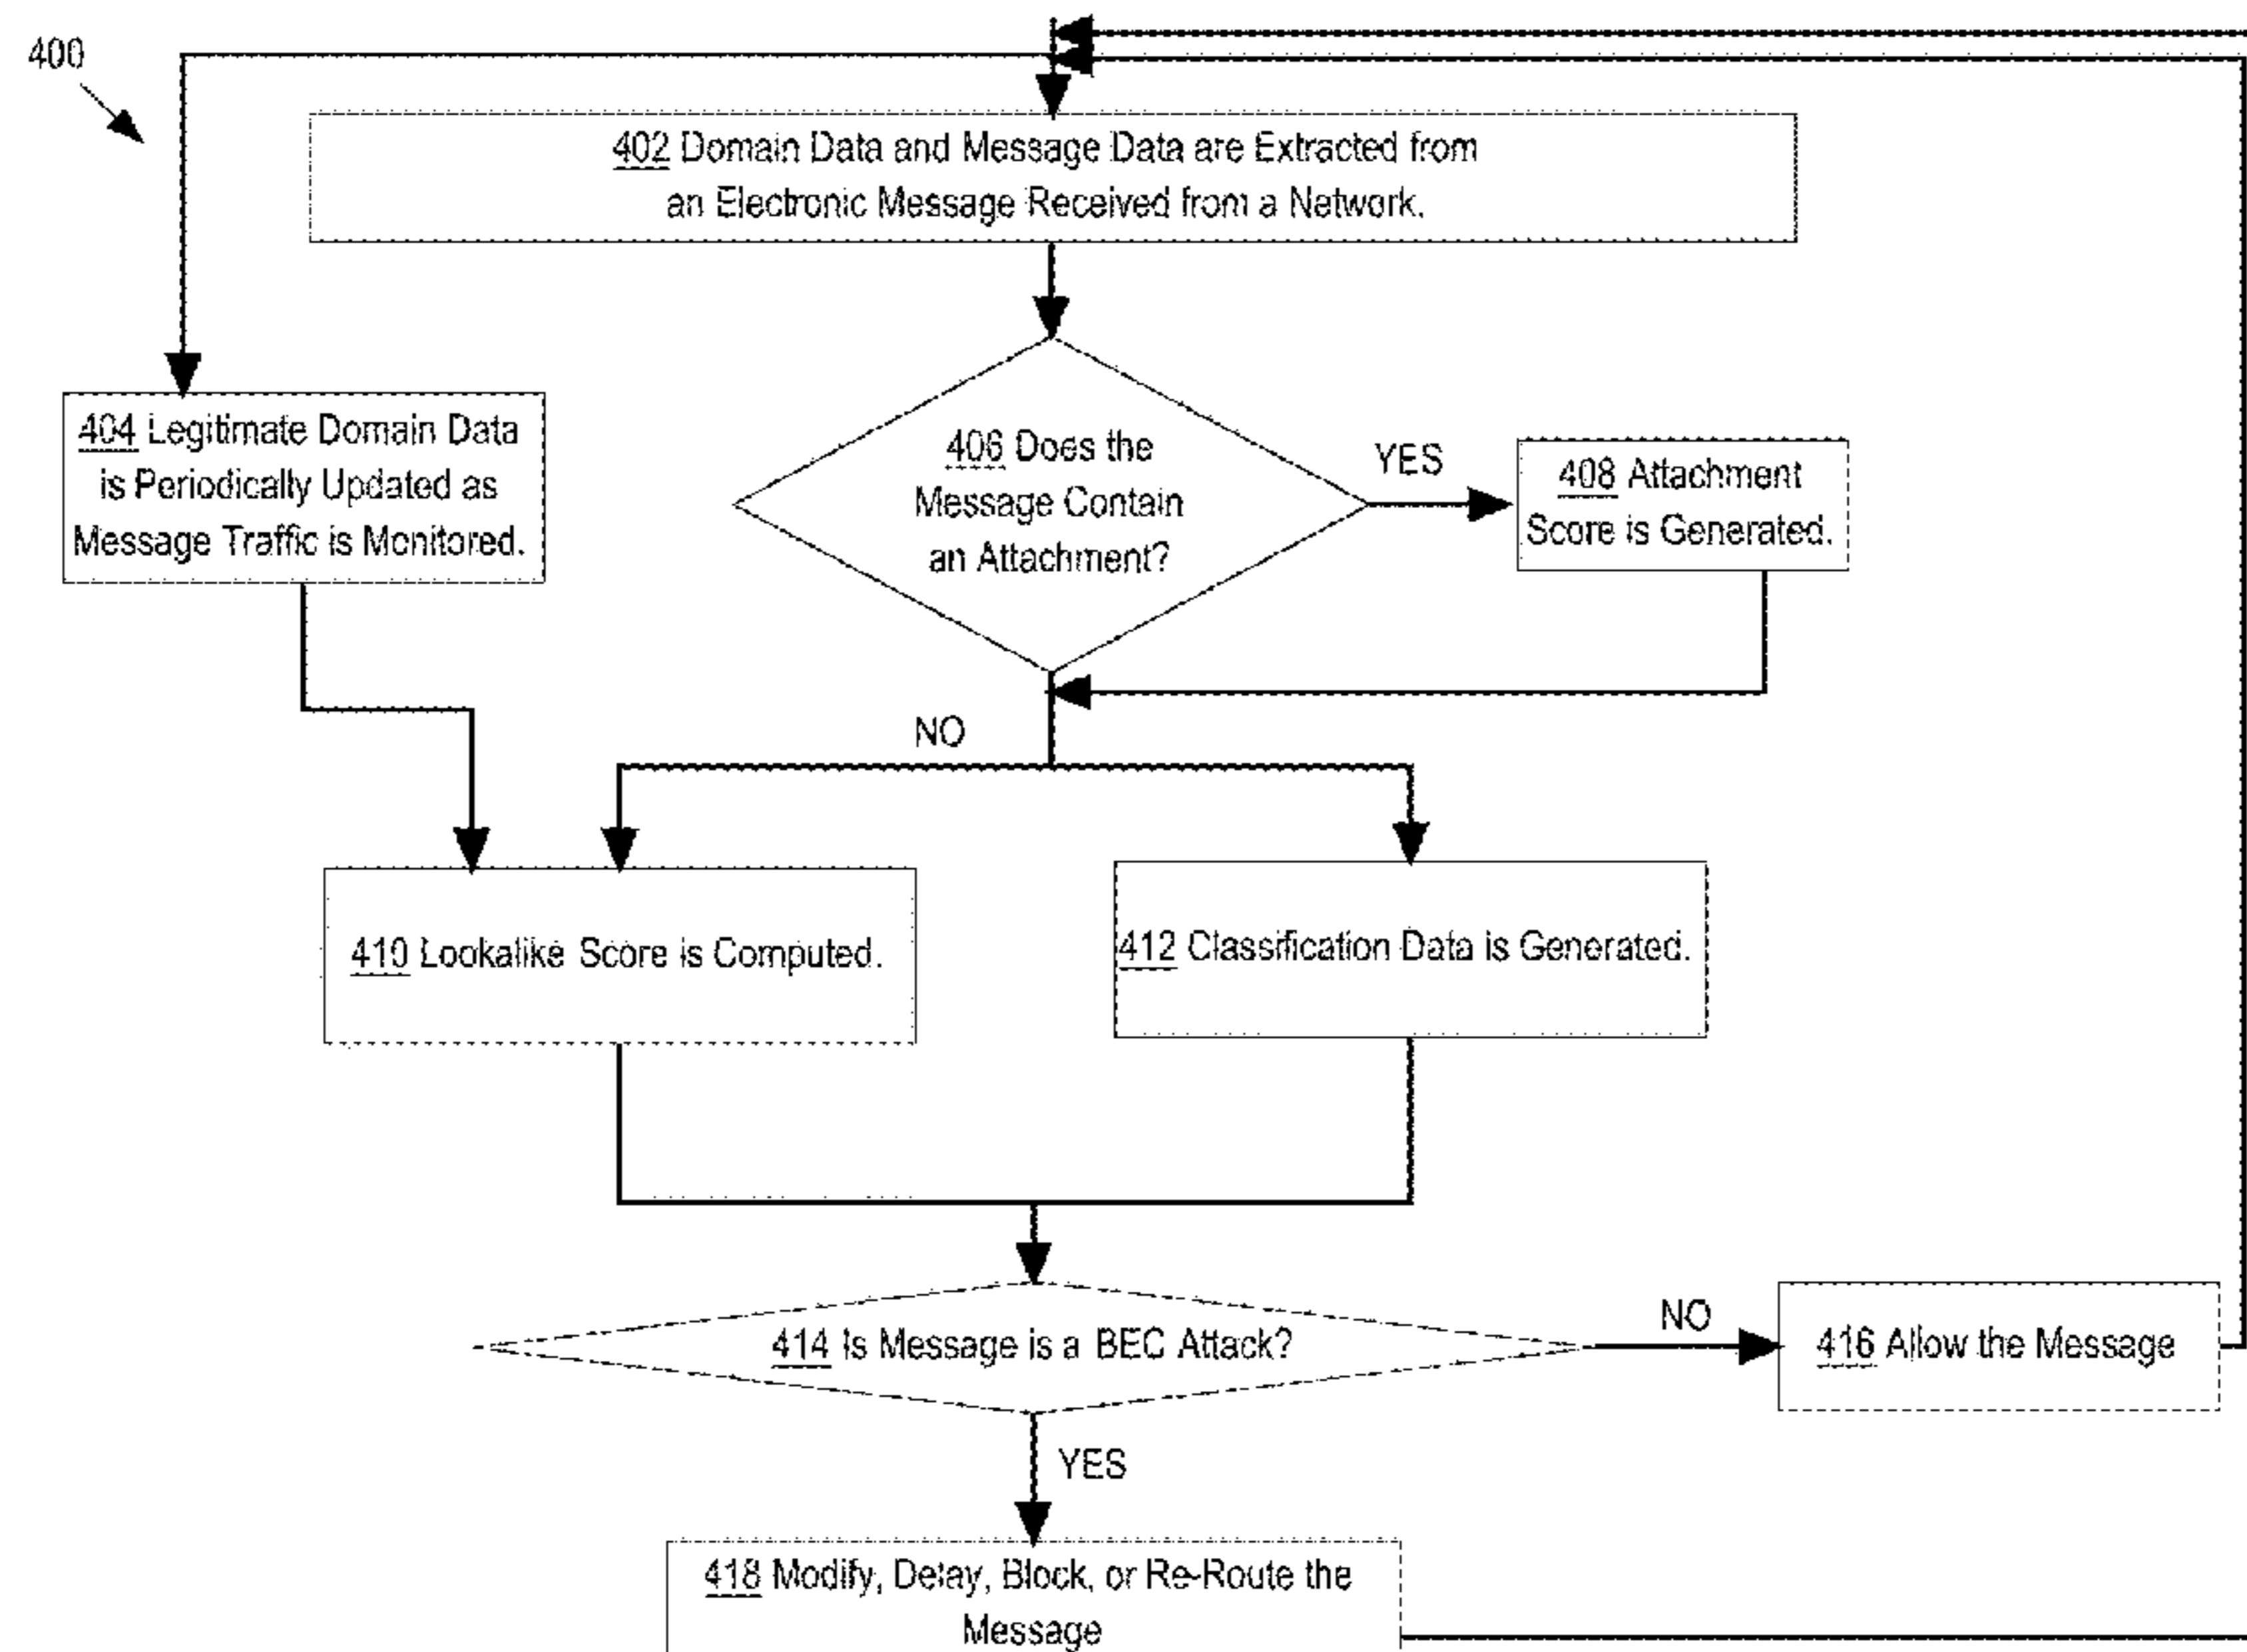 400
402 Domain Data and Message Data are Extracted from
an Electronic Message Received from a Network.
404 Legitimate Domain Data
is Periodically Updated as
Message Traffic is Monitored.
406 Does the
Message Contain
an Attachment?
YES
408 Attachment
Score is Generated.
NO
410 Lookalike Score is Computed.
412 Classification Data is Generated.
414 Is Message is a BEC Attack?
NO
416 Allow the Message
YES
418 Modify, Delay, Block, or Re-Route the
Message